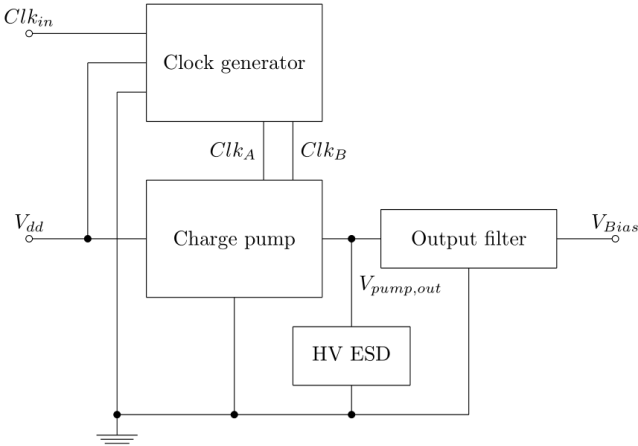 Clk_in
Clock generator
Clk_A Clk_B
V_dd
Charge pump
Output filter
V_Bias
V_pump,out
HV ESD